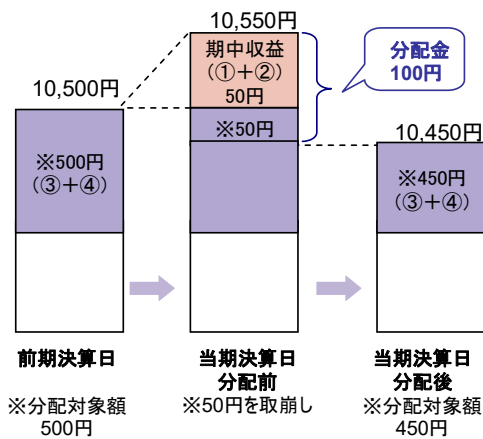 10,550円
期中収益
(①+②)
50円
分配金
100円
10,500円
※50円
10,450円
※500円
(③+④)
※450円
(③+④)
前期決算日
当期決算日
分配前
当期決算日
分配後
※分配対象額
500円
※50円を取崩し
※分配対象額
450円